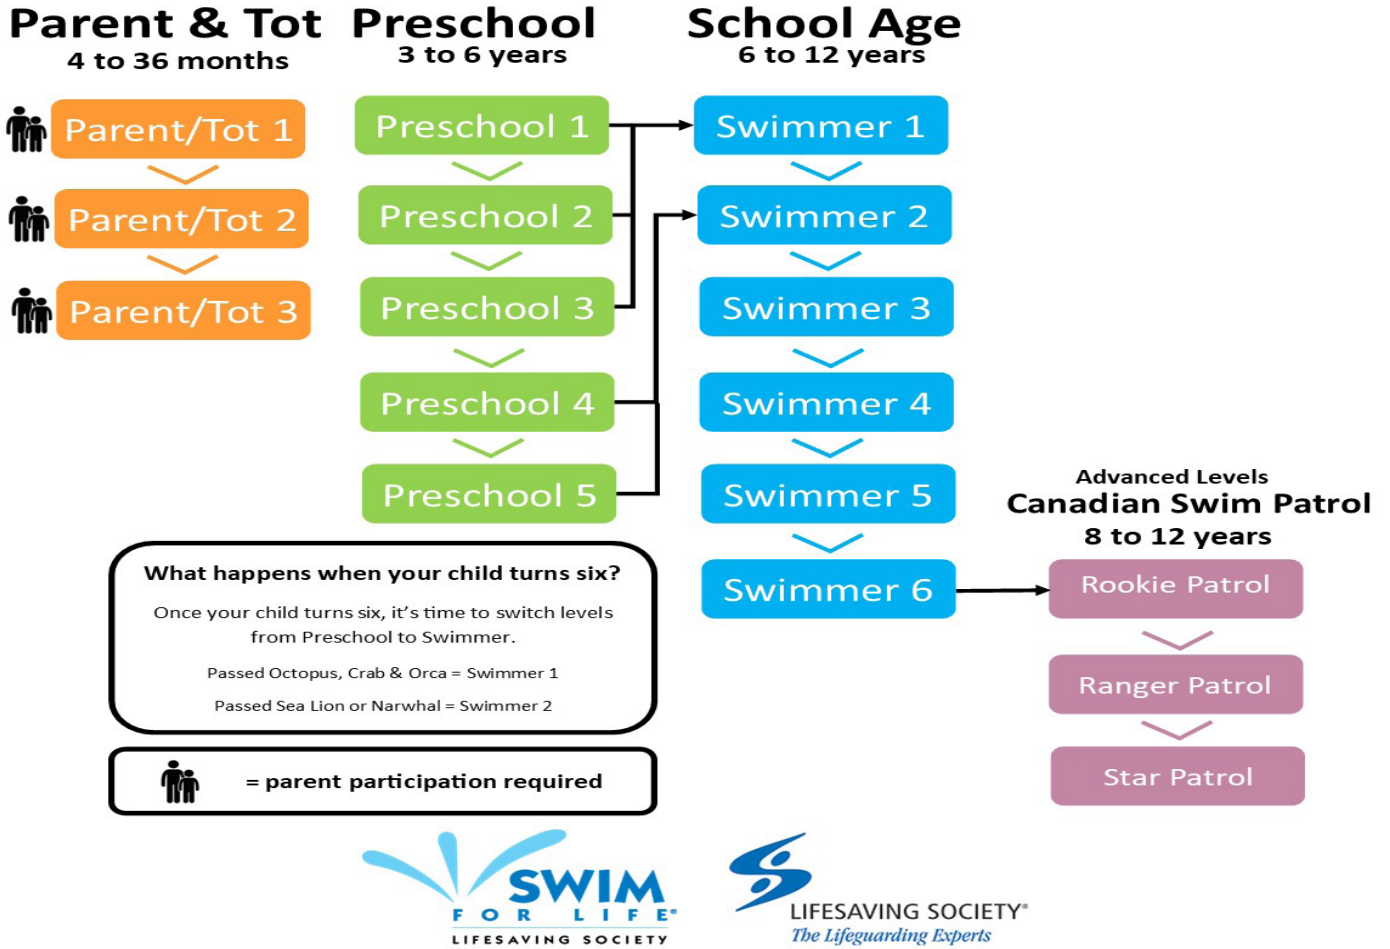 Parent & Tot
4 to 36 months
Parent/Tot 1
Parent/Tot 2
Parent/Tot 3
Preschool
3 to 6 years
Preschool 1
Preschool 2
Preschool 3
Preschool 4
Preschool 5
School Age
6 to 12 years
Swimmer 1
Swimmer 2
Swimmer 3
Swimmer 4
Swimmer 5
Swimmer 6
Advanced Levels
Canadian Swim Patrol
8 to 12 years
Rookie Patrol
Ranger Patrol
Star Patrol
What happens when your child turns six?
Once your child turns six, it's time to switch levels
from Preschool to Swimmer.
Passed Octopus, Crab & Orca = Swimmer 1
Passed Sea Lion or Narwhal = Swimmer 2
= parent participation required
SWIM
FOR LIFE®
LIFESAVING SOCIETY
LIFESAVING SOCIETY®
The Lifeguarding Experts